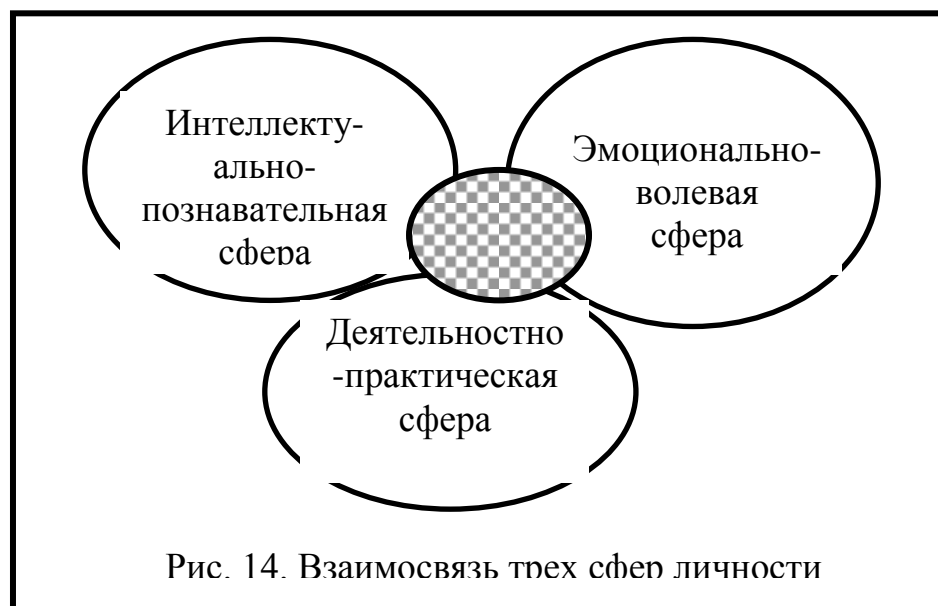 Интеллекту-
ально-
познавательная
сфера
Эмоционально-
волевая
сфера
Деятельностно
-практическая
сфера
Рис. 14. Взаимосвязь трех сфер личности